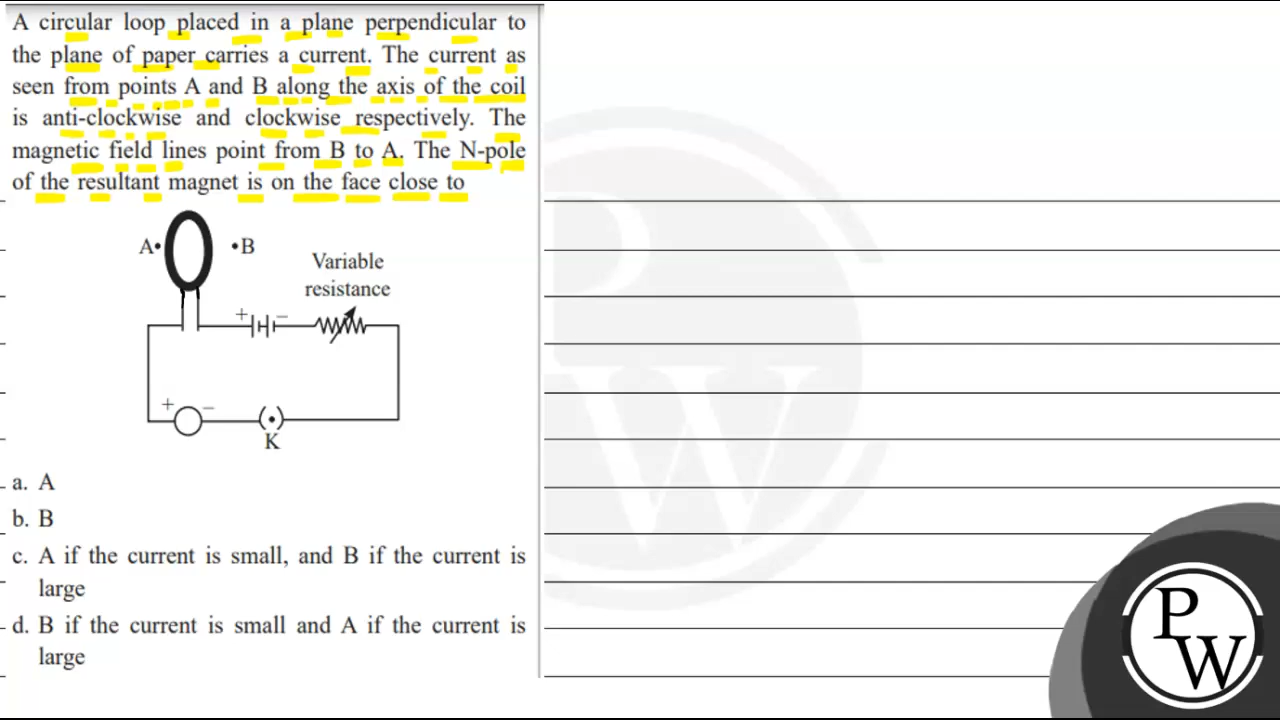 A circular loop placed in a plane perpendicular to
the plane of paper carries a current. The current as
seen from points A and B along the axis of the coil
is anti-clockwise and clockwise respectively. The
magnetic field lines point from B to A. The N-pole
of the resultant magnet is on the face close to
A•
•B
Variable
resistance
+
−
+
−
(•)
K
a. A
b. B
c. A if the current is small, and B if the current is
large
d. B if the current is small and A if the current is
large
P
W
P
W